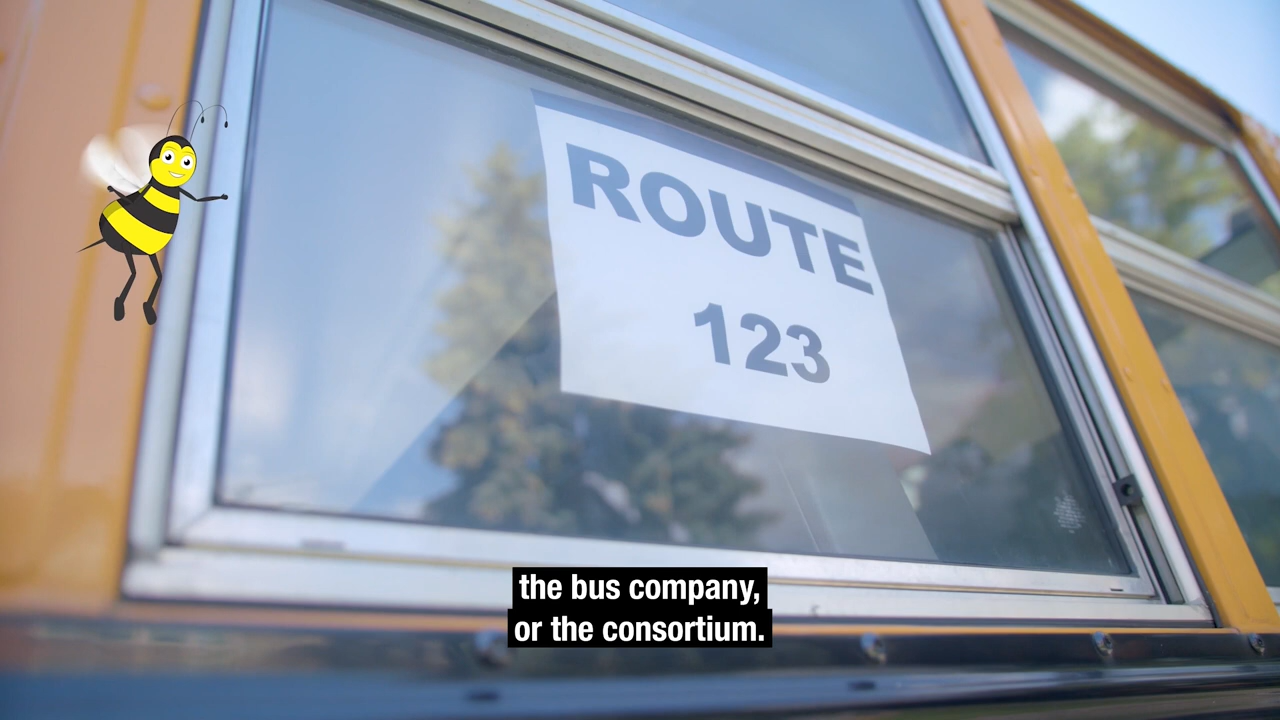 ROUTE
123
the bus company,
or the consortium.